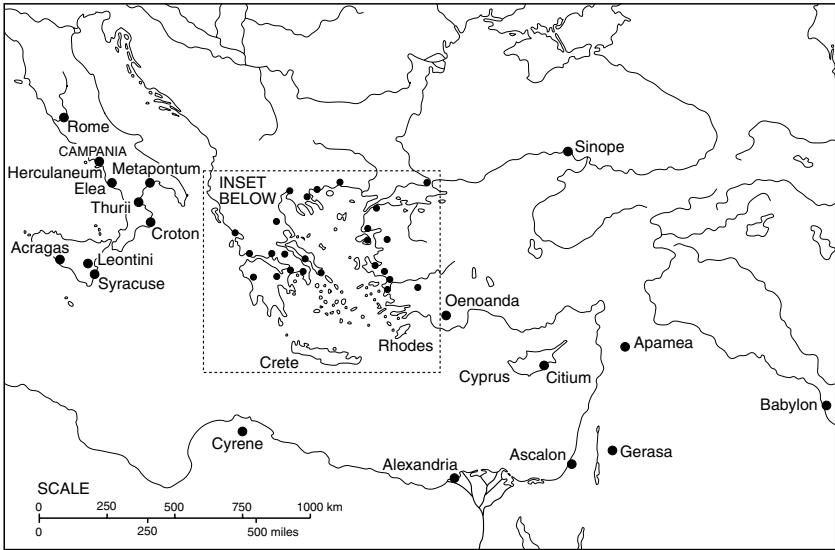 Rome
CAMPANIA
Herculaneum
Elea
Metapontum
Thurii
Croton
Acragas
Leontini
Syracuse
INSET
BELOW
Sinope
Oenoanda
Rhodes
Crete
Cyprus
Citium
Apamea
Babylon
Cyrene
Alexandria
Ascalon
Gerasa
SCALE
0 250 500 750 1000 km
0 250 500 miles